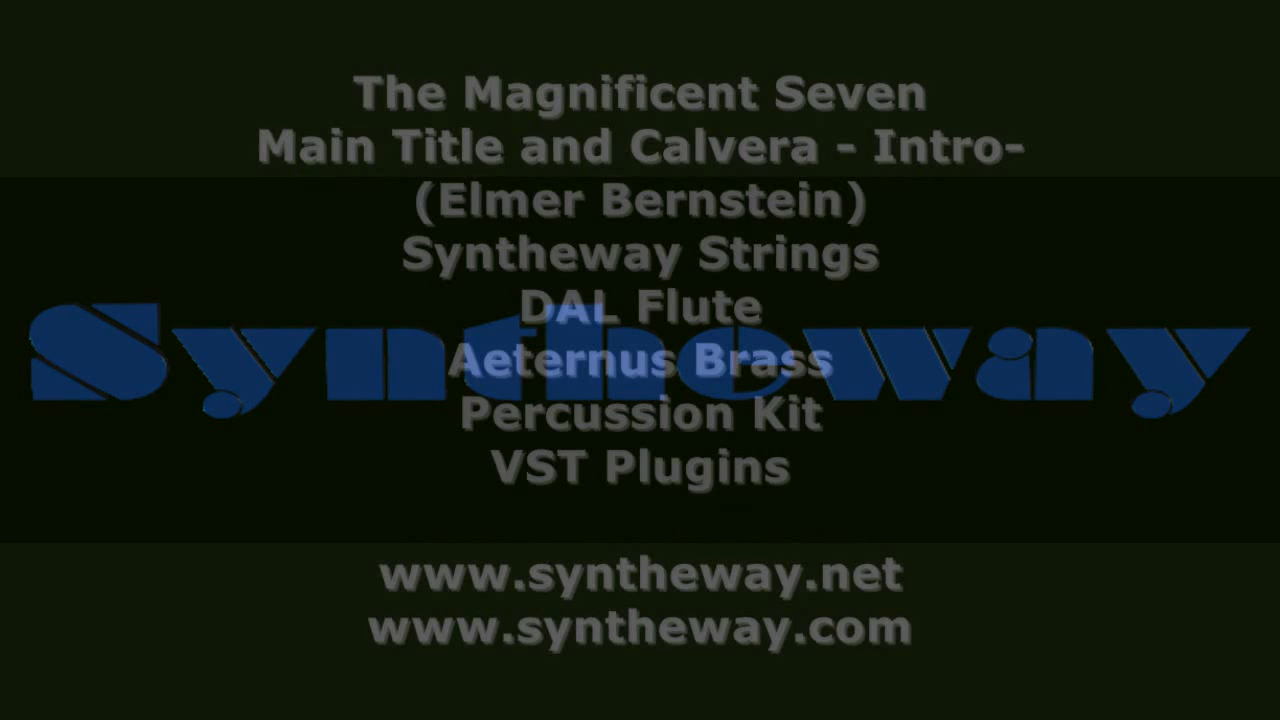 The Magnificent Seven
Main Title and Calvera - Intro-
(Elmer Bernstein)
Syntheway Strings
DAL Flute
Syntheway
Aeternus Brass
Percussion Kit
VST Plugins
www.syntheway.net
www.syntheway.com